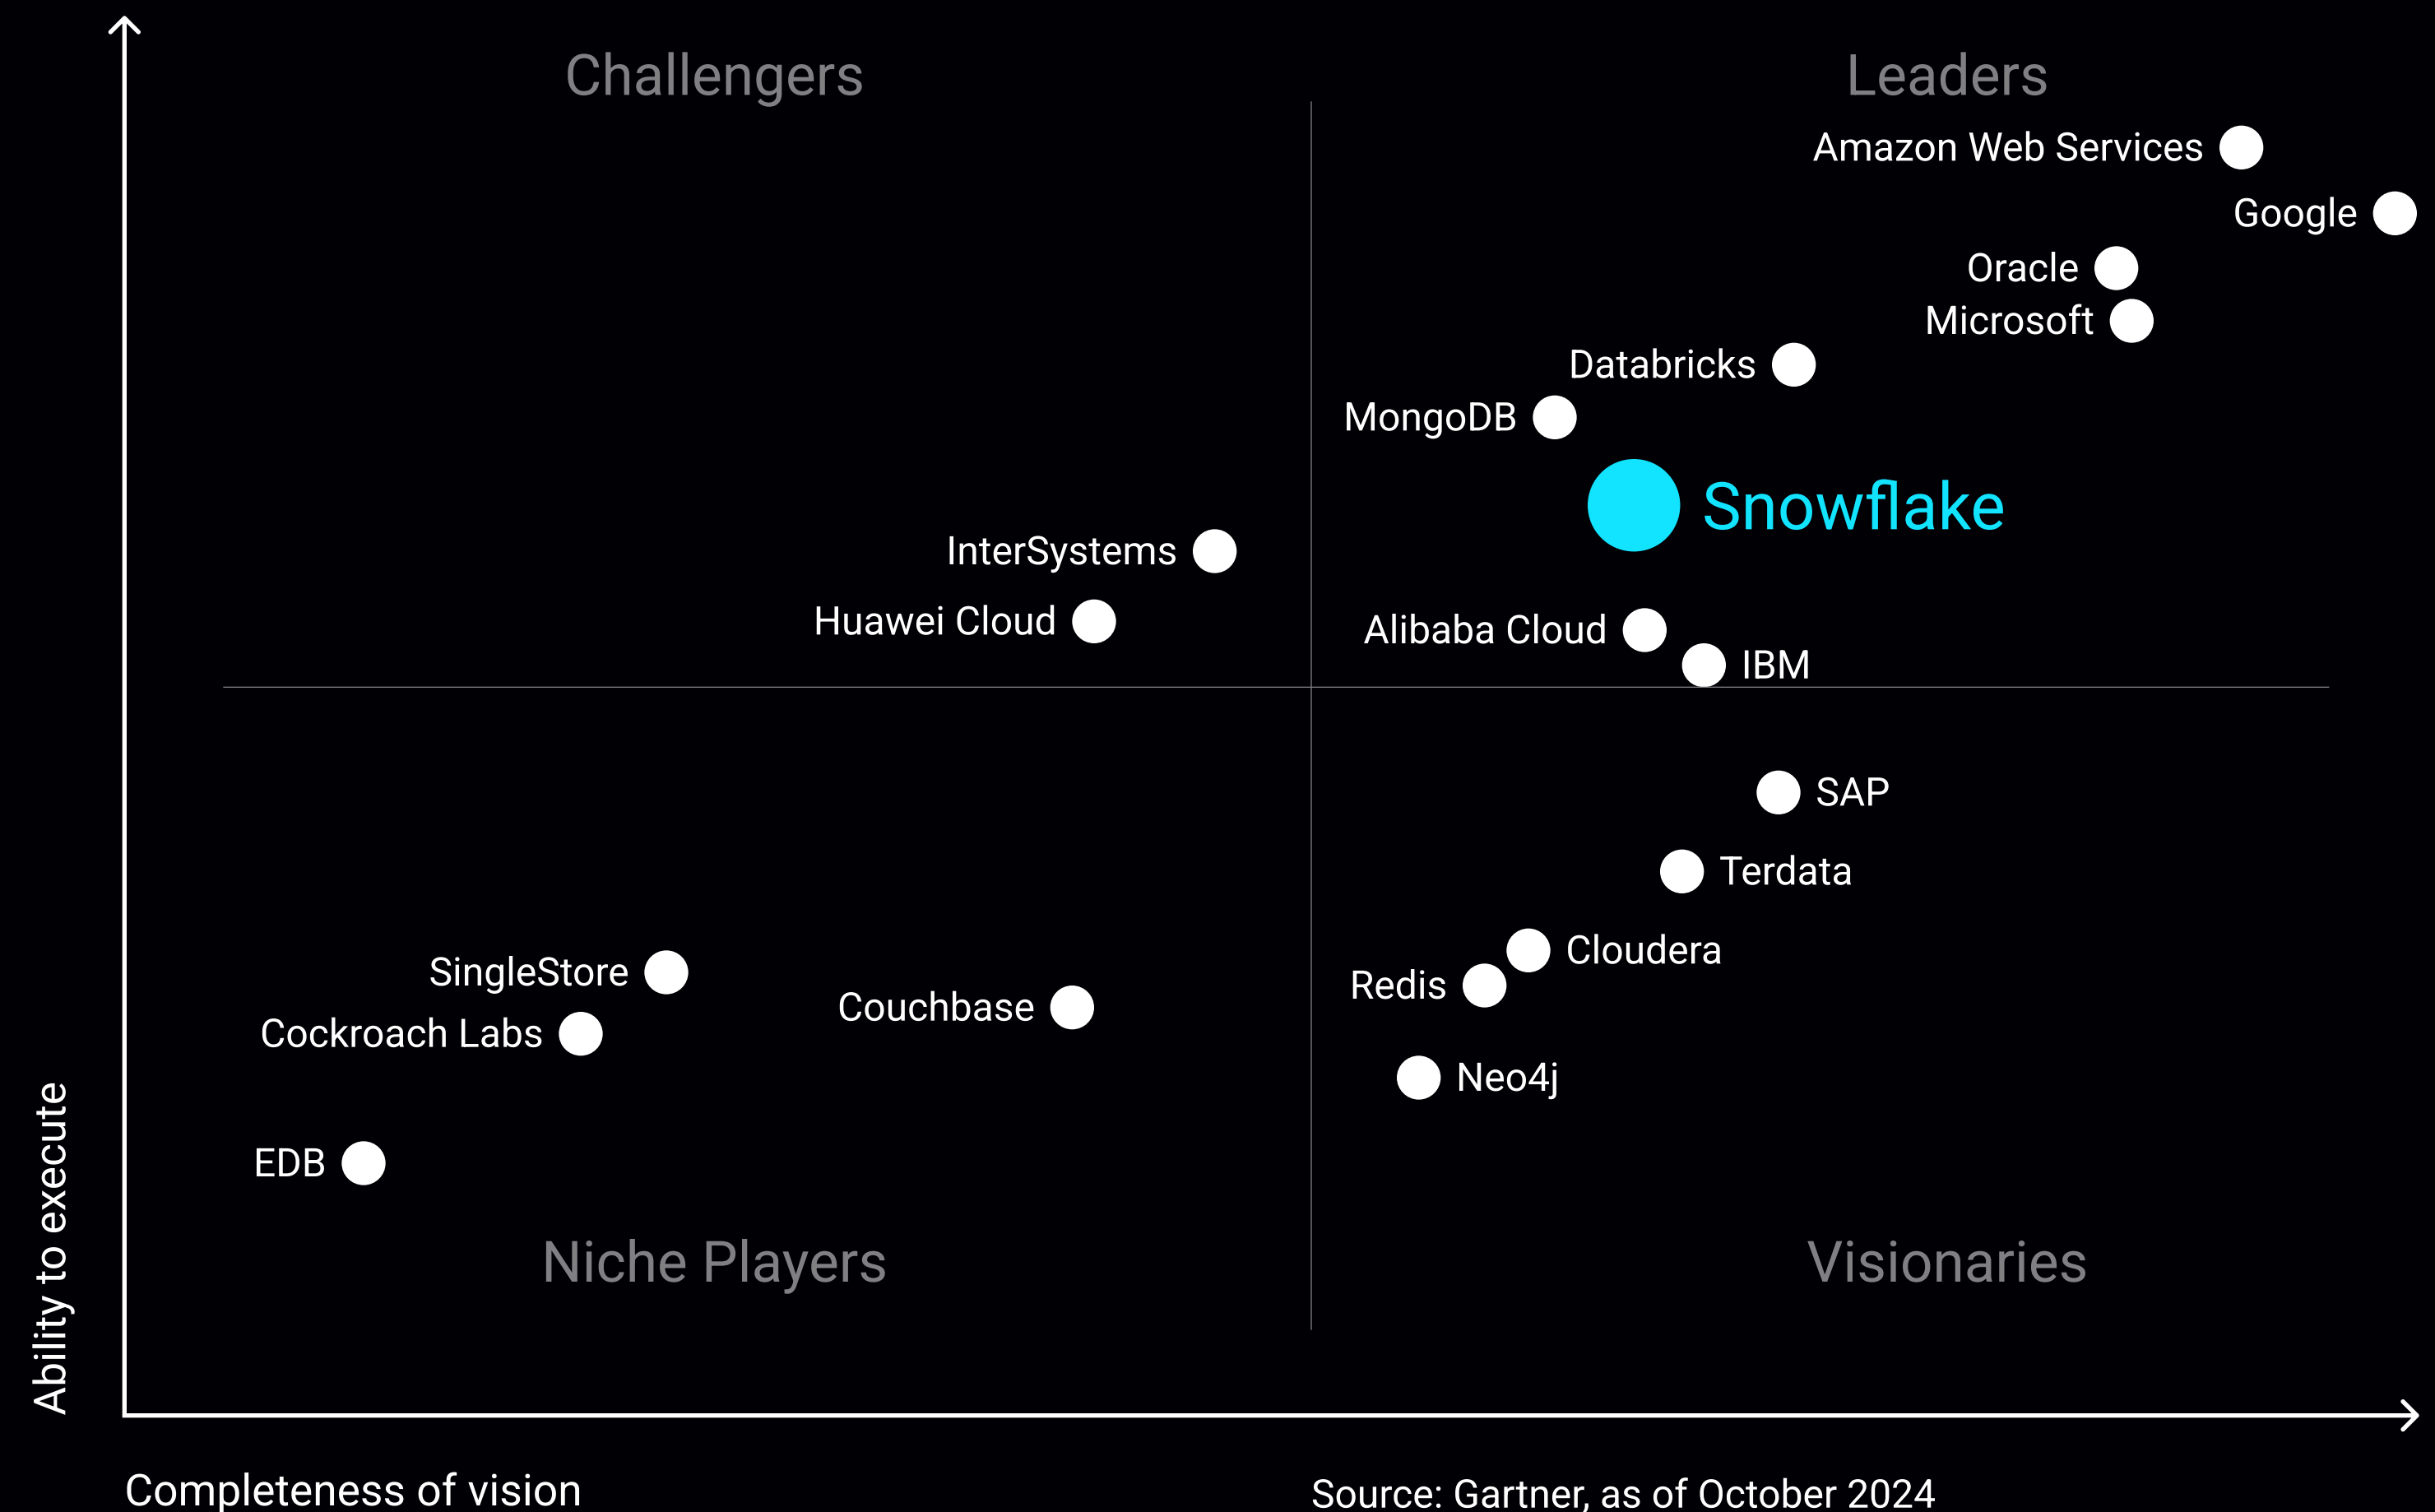 Challengers
Leaders
Amazon Web Services
Google
Oracle
Microsoft
Databricks
MongoDB
Snowflake
InterSystems
Huawei Cloud
Alibaba Cloud
IBM
SAP
Terdata
Cloudera
SingleStore
Redis
Couchbase
Cockroach Labs
Neo4j
EDB
Niche Players
Visionaries
Ability to execute
Completeness of vision
Source: Gartner, as of October 2024